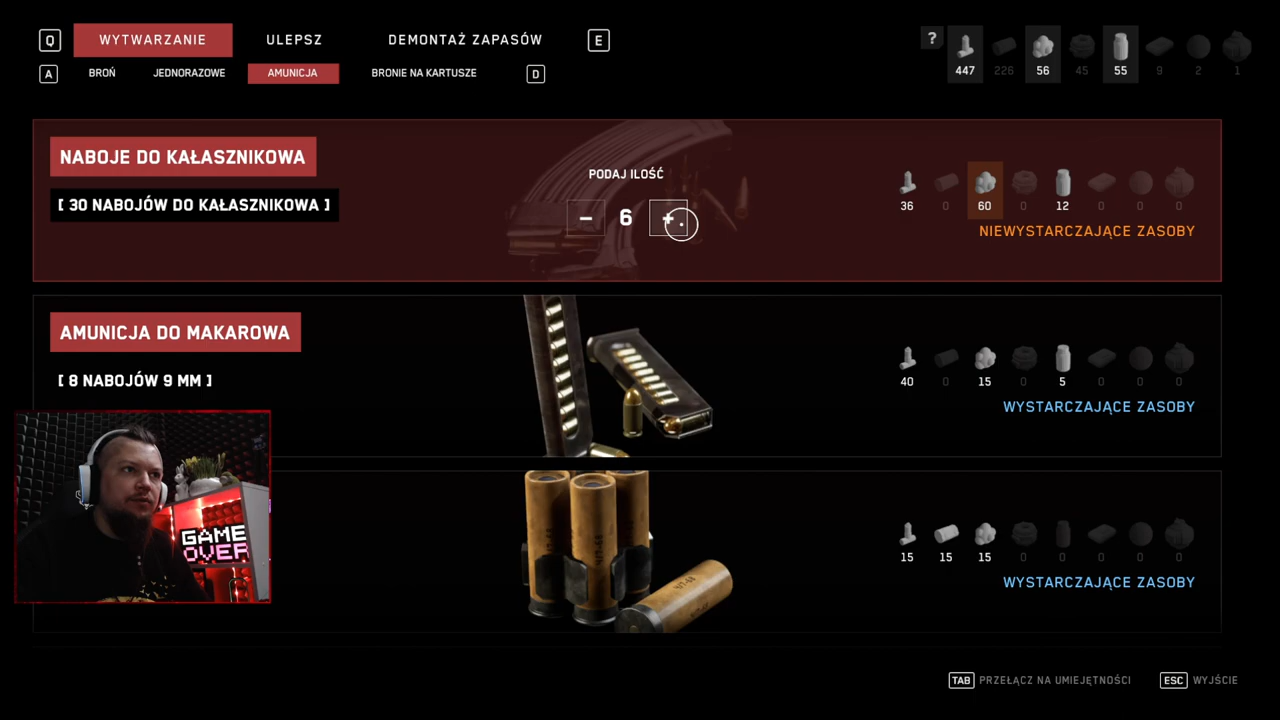 Q WYTWARZANIE ULEPSZ DEMONTAŻ ZAPASÓW E
A BROŃ JEDNORAZOWE AMUNICJA BRONIE NA KARTUSZE D
?
447 226 56 45 55 9 2 1
NABOJE DO KAŁASZNIKOWA
[ 30 NABOJÓW DO KAŁASZNIKOWA ]
PODAJ ILOŚĆ
− 6 +
36 0 60 0 12 0 0 0
NIEWYSTARCZAJĄCE ZASOBY
AMUNICJA DO MAKAROWA
[ 8 NABOJÓW 9 MM ]
40 0 15 0 5 0 0 0
WYSTARCZAJĄCE ZASOBY
GAME
OVER
15 15 15 0 0 0 0 0
WYSTARCZAJĄCE ZASOBY
TAB PRZEŁĄCZ NA UMIEJĘTNOŚCI ESC WYJŚCIE